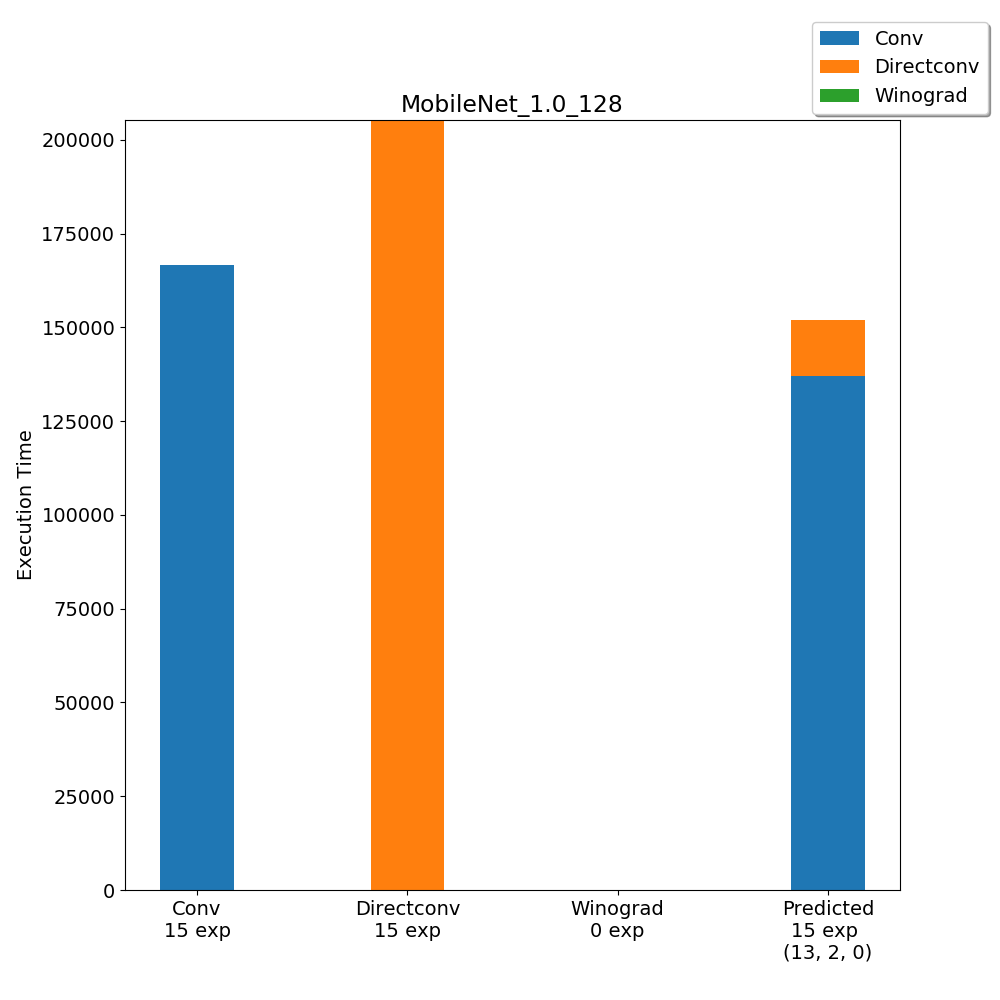 Conv
Directconv
Winograd
MobileNet_1.0_128
200000
175000
150000
125000
100000
75000
50000
25000
0
Execution Time
Conv
15 exp
Directconv
15 exp
Winograd
0 exp
Predicted
15 exp
(13, 2, 0)